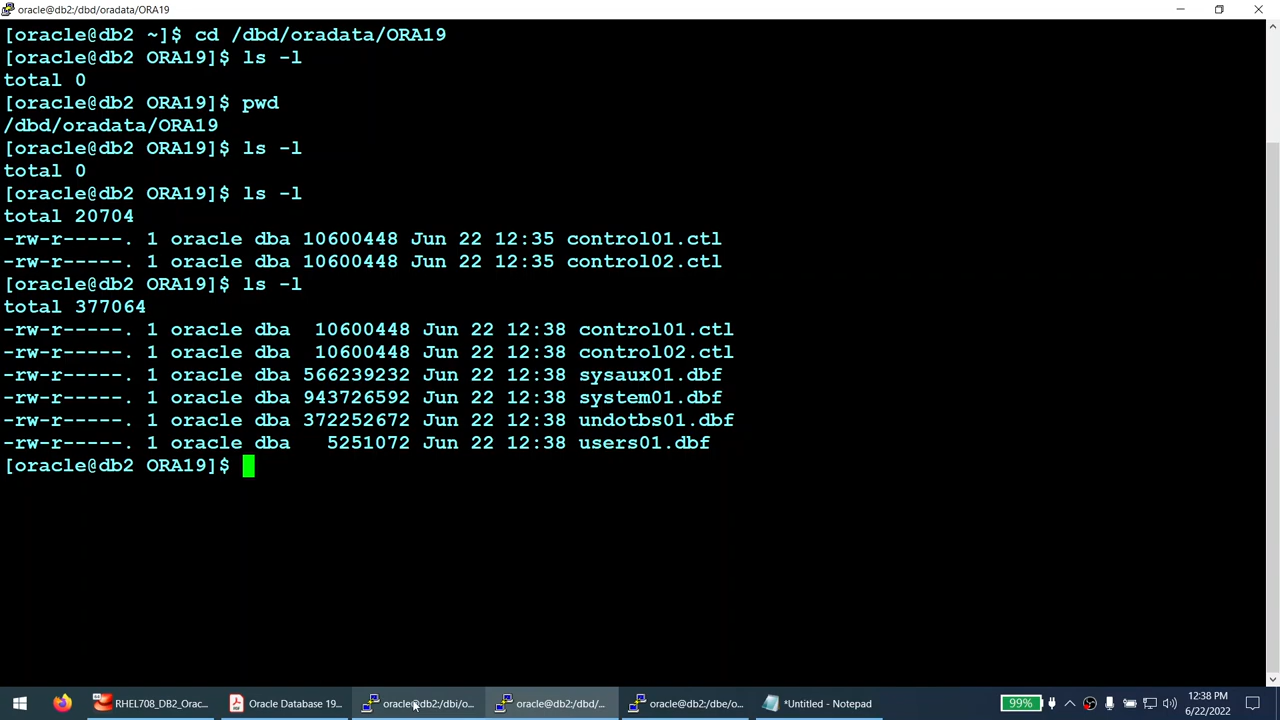 oracle@db2:/dbd/oradata/ORA19
[oracle@db2 ~]$ cd /dbd/oradata/ORA19
[oracle@db2 ORA19]$ ls -l
total 0
[oracle@db2 ORA19]$ pwd
/dbd/oradata/ORA19
[oracle@db2 ORA19]$ ls -l
total 0
[oracle@db2 ORA19]$ ls -l
total 20704
-rw-r-----. 1 oracle dba 10600448 Jun 22 12:35 control01.ctl
-rw-r-----. 1 oracle dba 10600448 Jun 22 12:35 control02.ctl
[oracle@db2 ORA19]$ ls -l
total 377064
-rw-r-----. 1 oracle dba  10600448 Jun 22 12:38 control01.ctl
-rw-r-----. 1 oracle dba  10600448 Jun 22 12:38 control02.ctl
-rw-r-----. 1 oracle dba 566239232 Jun 22 12:38 sysaux01.dbf
-rw-r-----. 1 oracle dba 943726592 Jun 22 12:38 system01.dbf
-rw-r-----. 1 oracle dba 372252672 Jun 22 12:38 undotbs01.dbf
-rw-r-----. 1 oracle dba   5251072 Jun 22 12:38 users01.dbf
[oracle@db2 ORA19]$
RHEL708_DB2_Orac... Oracle Database 19... oracle@db2:/dbi/o... oracle@db2:/dbd/... oracle@db2:/dbe/o... *Untitled - Notepad 99% 12:38 PM
6/22/2022